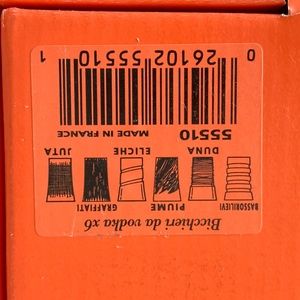 Bicchieri da vodka x6
BASSORILIEVI PIUME GRAFFIATI
DUNA ELICHE JUTA
55510 MADE IN FRANCE
0 26102 55510 1